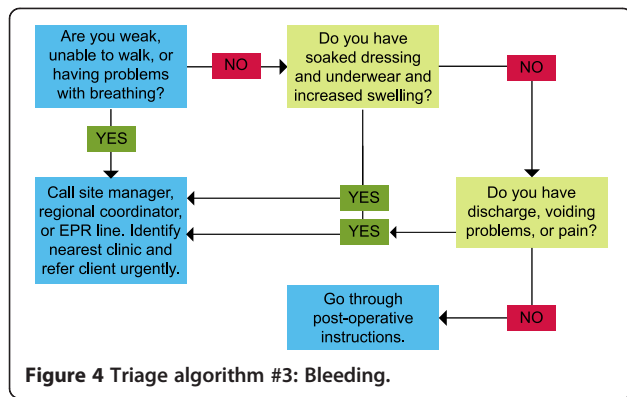 Are you weak,
unable to walk, or
having problems
with breathing?
NO
Do you have
soaked dressing
and underwear and
increased swelling?
NO
YES
Call site manager,
regional coordinator,
or EPR line. Identify
nearest clinic and
refer client urgently.
YES
YES
Do you have
discharge, voiding
problems, or pain?
Go through
post-operative
instructions.
NO
Figure 4 Triage algorithm #3: Bleeding.